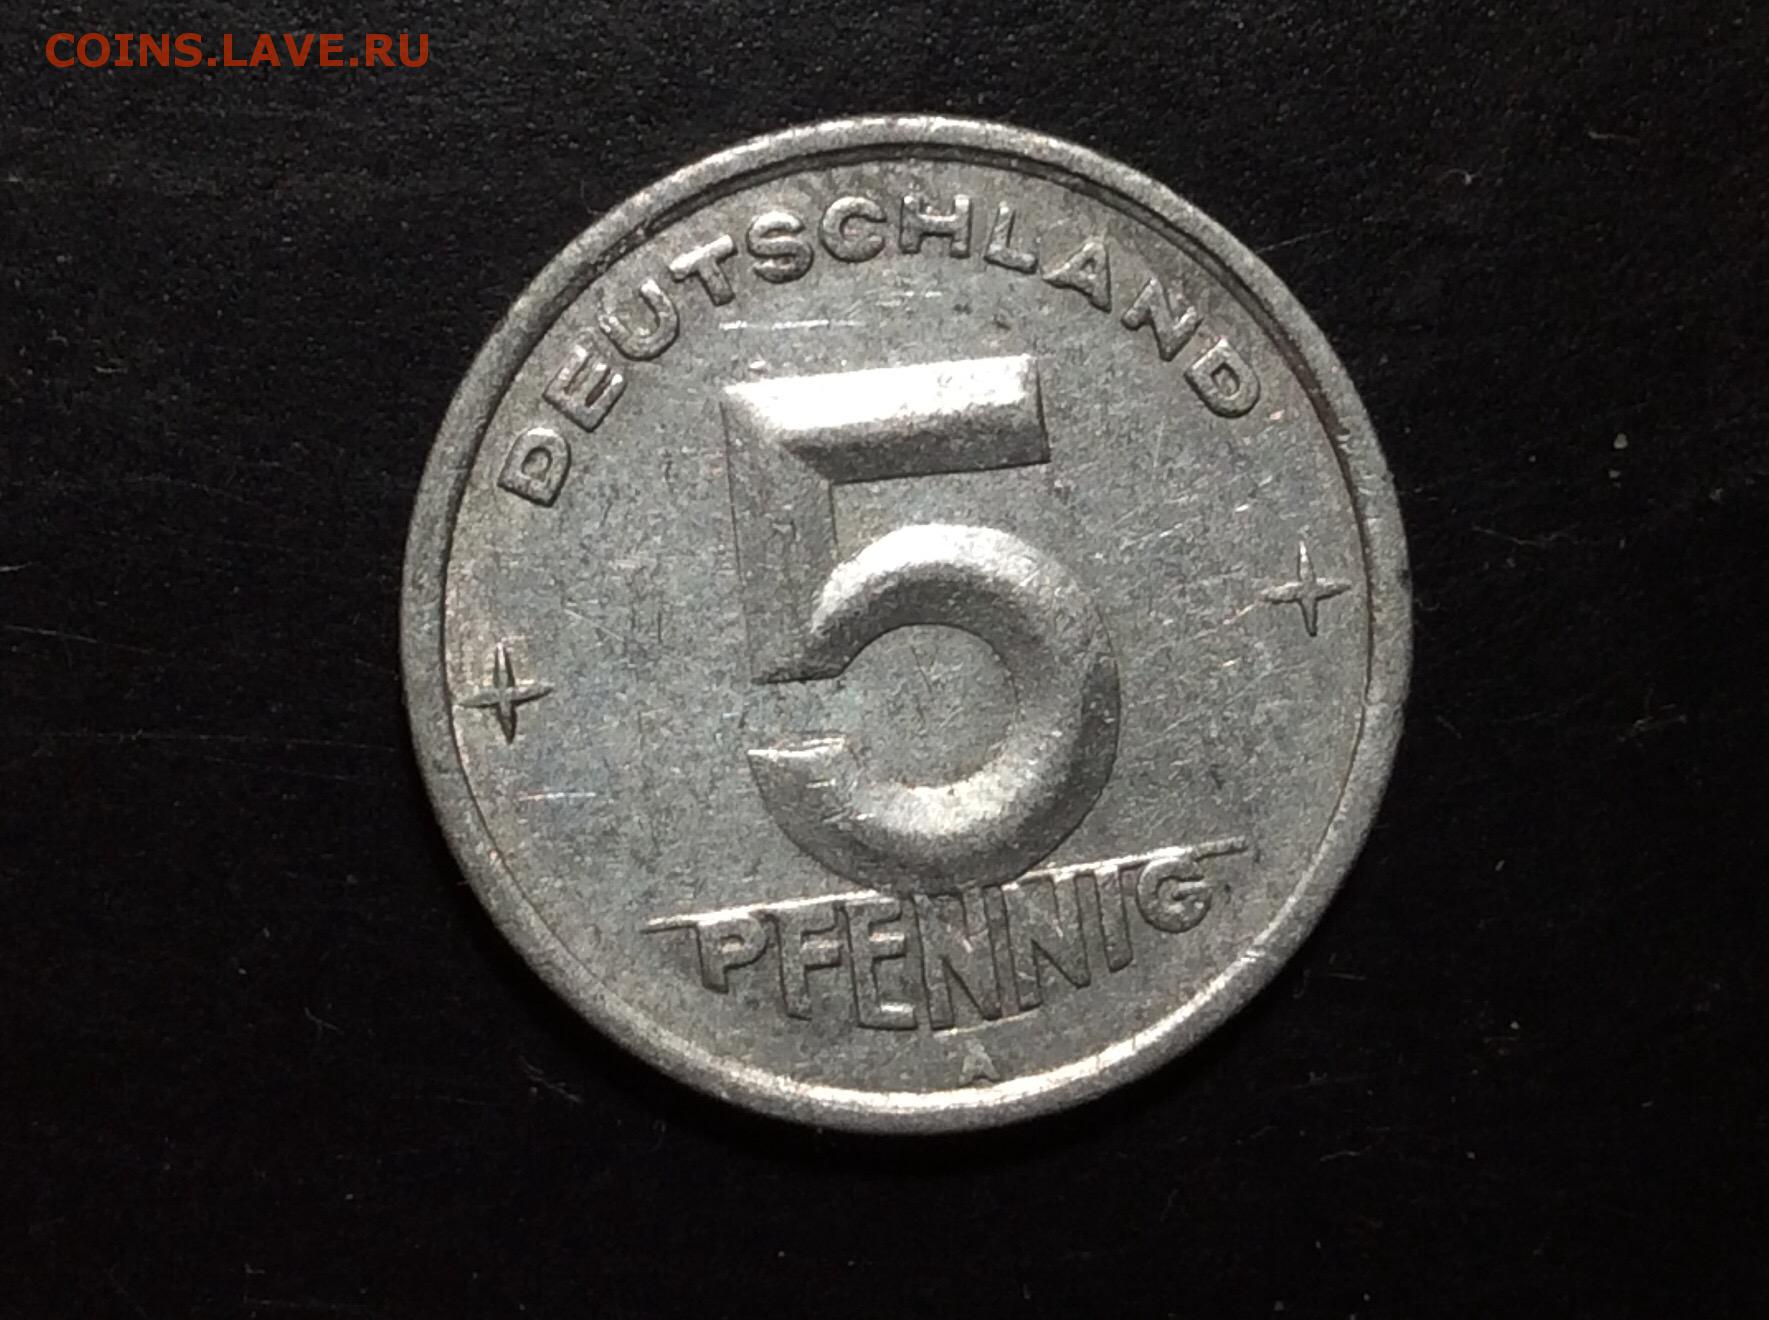 COINS.LAVE.RU
DEUTSCHLAND
5
PFENNIG
A